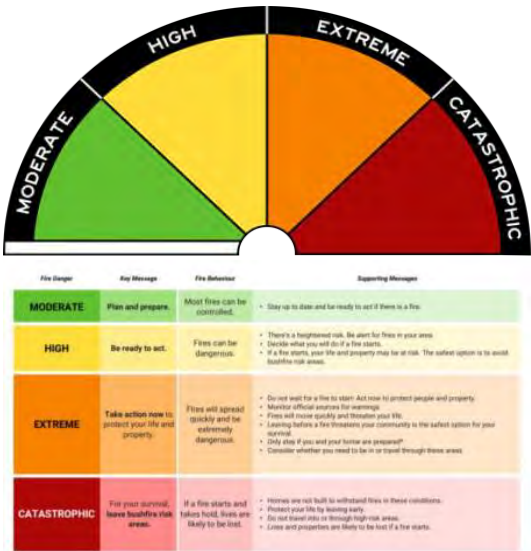 MODERATE
HIGH
EXTREME
CATASTROPHIC
Fire Danger Key Message Fire Behaviour Supporting Messages
MODERATE
Plan and prepare.
Most fires can be
controlled.
• Stay up to date and be ready to act if there is a fire.
HIGH
Be ready to act.
Fires can be
dangerous.
• There's a heightened risk. Be alert for fires in your area.
• Decide what you will do if a fire starts.
• If a fire starts, your life and property may be at risk. The safest option is to avoid
bushfire risk areas.
EXTREME
Take action now to
protect your life and
property.
Fires will spread
quickly and be
extremely
dangerous.
• Do not wait for a fire to start. Act now to protect people and property.
• Monitor official sources for warnings.
• Fires will move quickly and threaten your life.
• Leaving before a fire threatens your community is the safest option for your
survival.
• Only stay if you and your home are prepared*
• Consider whether you need to be in or travel through these areas.
CATASTROPHIC
For your survival,
leave bushfire risk
areas.
If a fire starts and
takes hold, lives are
likely to be lost.
• Homes are not built to withstand fires in these conditions.
• Protect your life by leaving early.
• Do not travel into or through high-risk areas.
• Lives and properties are likely to be lost if a fire starts.